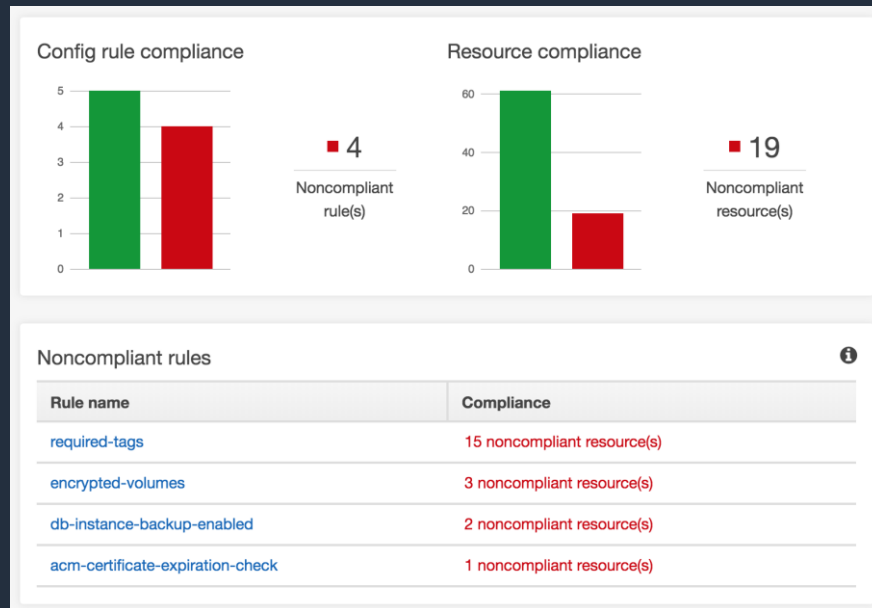 Config rule compliance
5
4
3
2
1
0
4
Noncompliant
rule(s)
Resource compliance
60
40
20
0
19
Noncompliant
resource(s)
Noncompliant rules
Rule name Compliance
required-tags 15 noncompliant resource(s)
encrypted-volumes 3 noncompliant resource(s)
db-instance-backup-enabled 2 noncompliant resource(s)
acm-certificate-expiration-check 1 noncompliant resource(s)